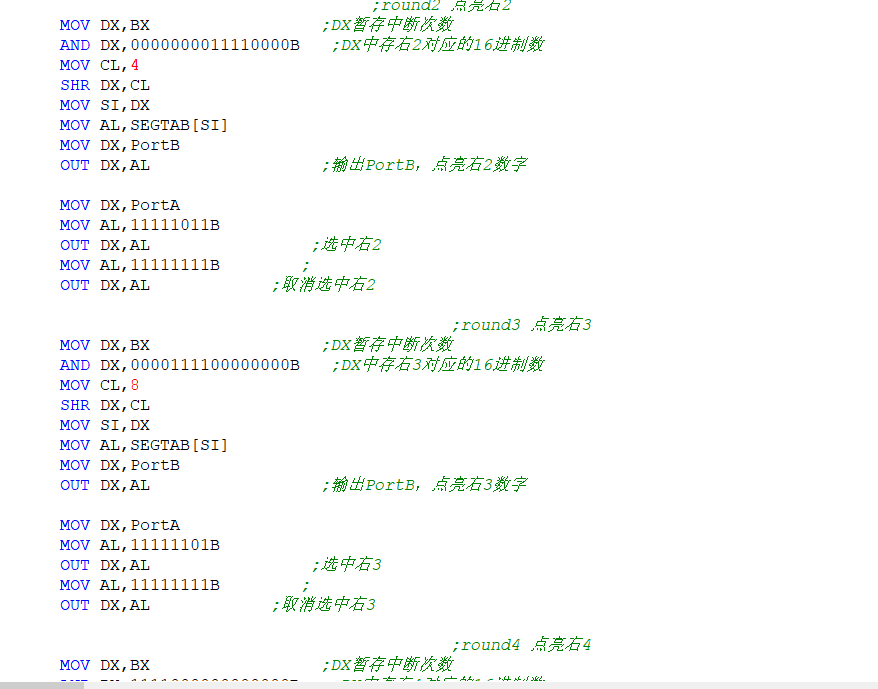 ;round2 点亮右2
MOV DX,BX ;DX暂存中断次数
AND DX,0000000011110000B ;DX中存右2对应的16进制数
MOV CL,4
SHR DX,CL
MOV SI,DX
MOV AL,SEGTAB[SI]
MOV DX,PortB
OUT DX,AL ;输出PortB，点亮右2数字
MOV DX,PortA
MOV AL,11111011B
OUT DX,AL ;选中右2
MOV AL,11111111B ;
OUT DX,AL ;取消选中右2
;round3 点亮右3
MOV DX,BX ;DX暂存中断次数
AND DX,0000111100000000B ;DX中存右3对应的16进制数
MOV CL,8
SHR DX,CL
MOV SI,DX
MOV AL,SEGTAB[SI]
MOV DX,PortB
OUT DX,AL ;输出PortB，点亮右3数字
MOV DX,PortA
MOV AL,11111101B
OUT DX,AL ;选中右3
MOV AL,11111111B ;
OUT DX,AL ;取消选中右3
;round4 点亮右4
MOV DX,BX ;DX暂存中断次数